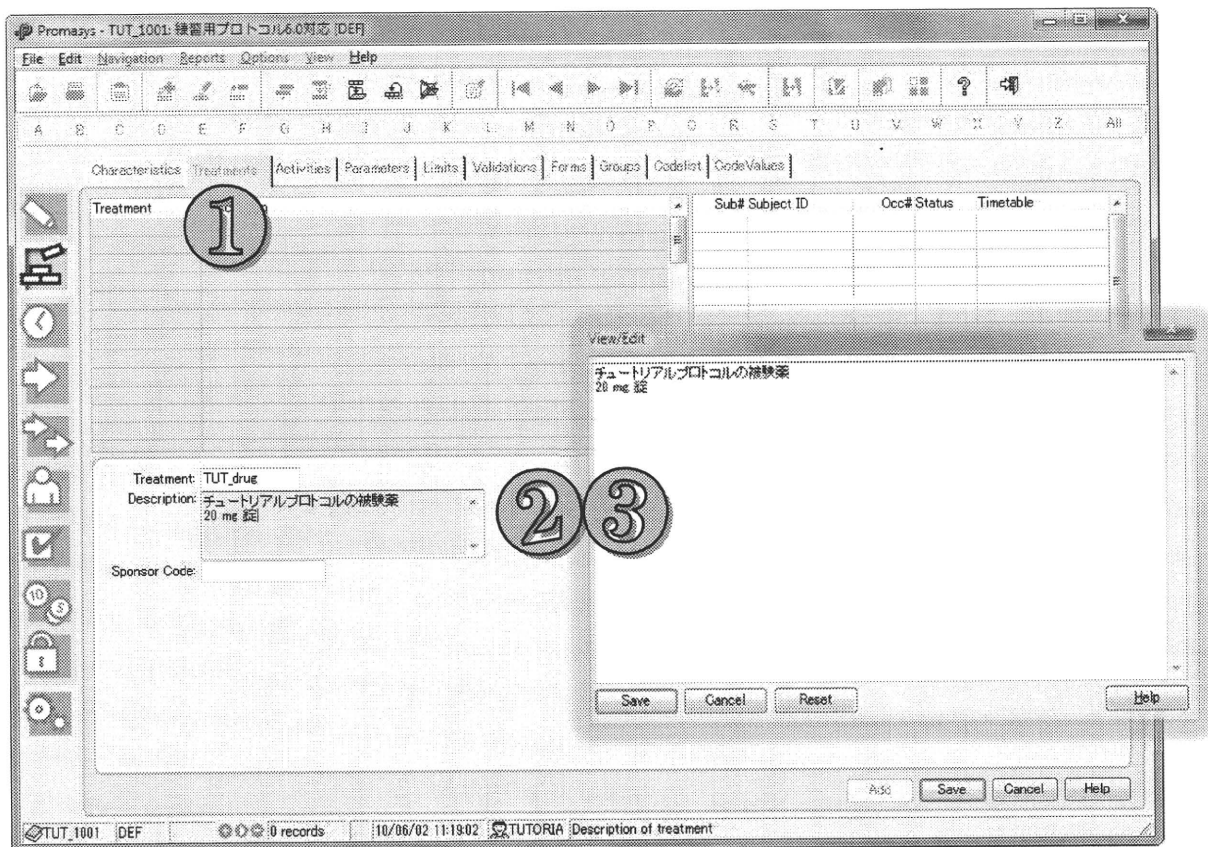 Promasys - TUT_1001: 練習用プロトコル6.0対応 [DEF]
File Edit Navigation Reports Options View Help
A B C D E F G H I J K L M N O P Q R S T U V W X Y Z All
Characteristics Treatments Activities Parameters Limits Validations Forms Groups Codelist CodeValues
Treatment
Sub# Subject ID Occ# Status Timetable
1
View/Edit
チュートリアルプロトコルの被験薬
20 mg 錠
Treatment: TUT_drug
Description: チュートリアルプロトコルの被験薬
20 mg 錠
2 3
Sponsor Code:
Save Cancel Reset Help
Add Save Cancel Help
TUT_1001 DEF 0 records 10/06/02 11:19:02 TUTORIA Description of treatment